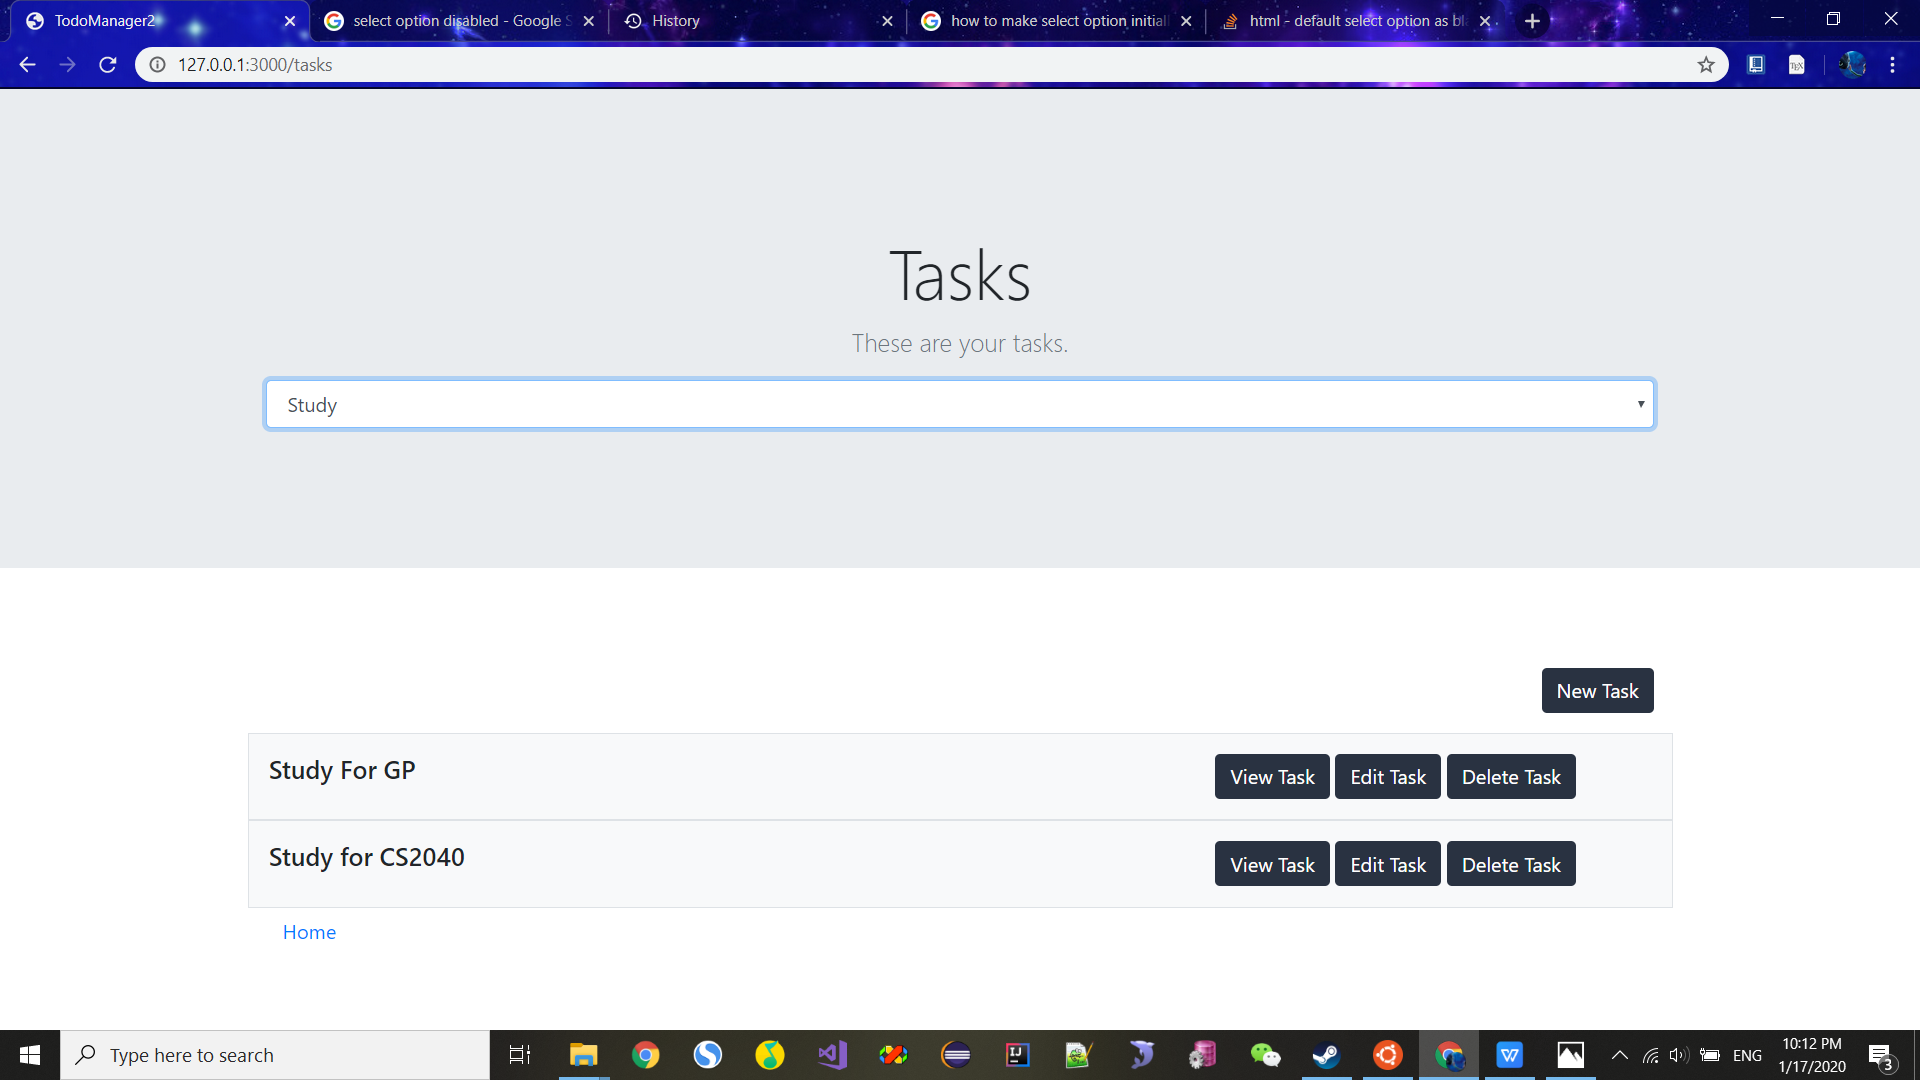 TodoManager2
select option disabled - Google S
History
how to make select option initiall
html - default select option as bl
127.0.0.1:3000/tasks
Tasks
These are your tasks.
Study
New Task
Study For GP
View Task
Edit Task
Delete Task
Study for CS2040
View Task
Edit Task
Delete Task
Home
Type here to search
ENG
10:12 PM
1/17/2020
3